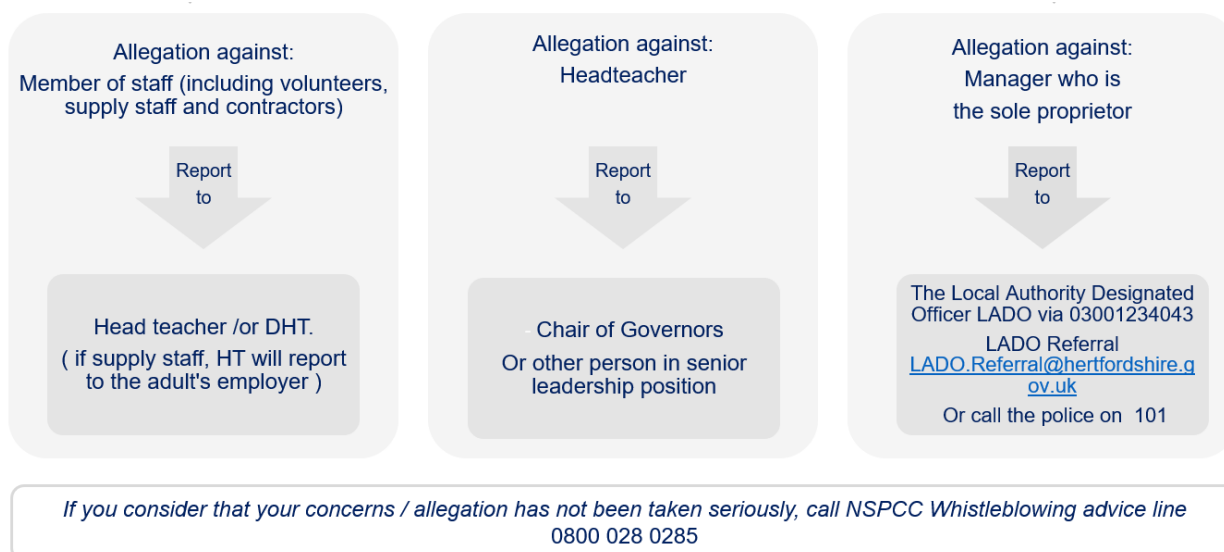 Allegation against:
Member of staff (including volunteers,
supply staff and contractors)
Report
to
Head teacher /or DHT.
( if supply staff, HT will report
to the adult's employer )
Allegation against:
Headteacher
Report
to
- Chair of Governors
Or other person in senior
leadership position
Allegation against:
Manager who is
the sole proprietor
Report
to
The Local Authority Designated
Officer LADO via 03001234043
LADO Referral
LADO.Referral@hertfordshire.g
ov.uk
Or call the police on 101
If you consider that your concerns / allegation has not been taken seriously, call NSPCC Whistleblowing advice line
0800 028 0285